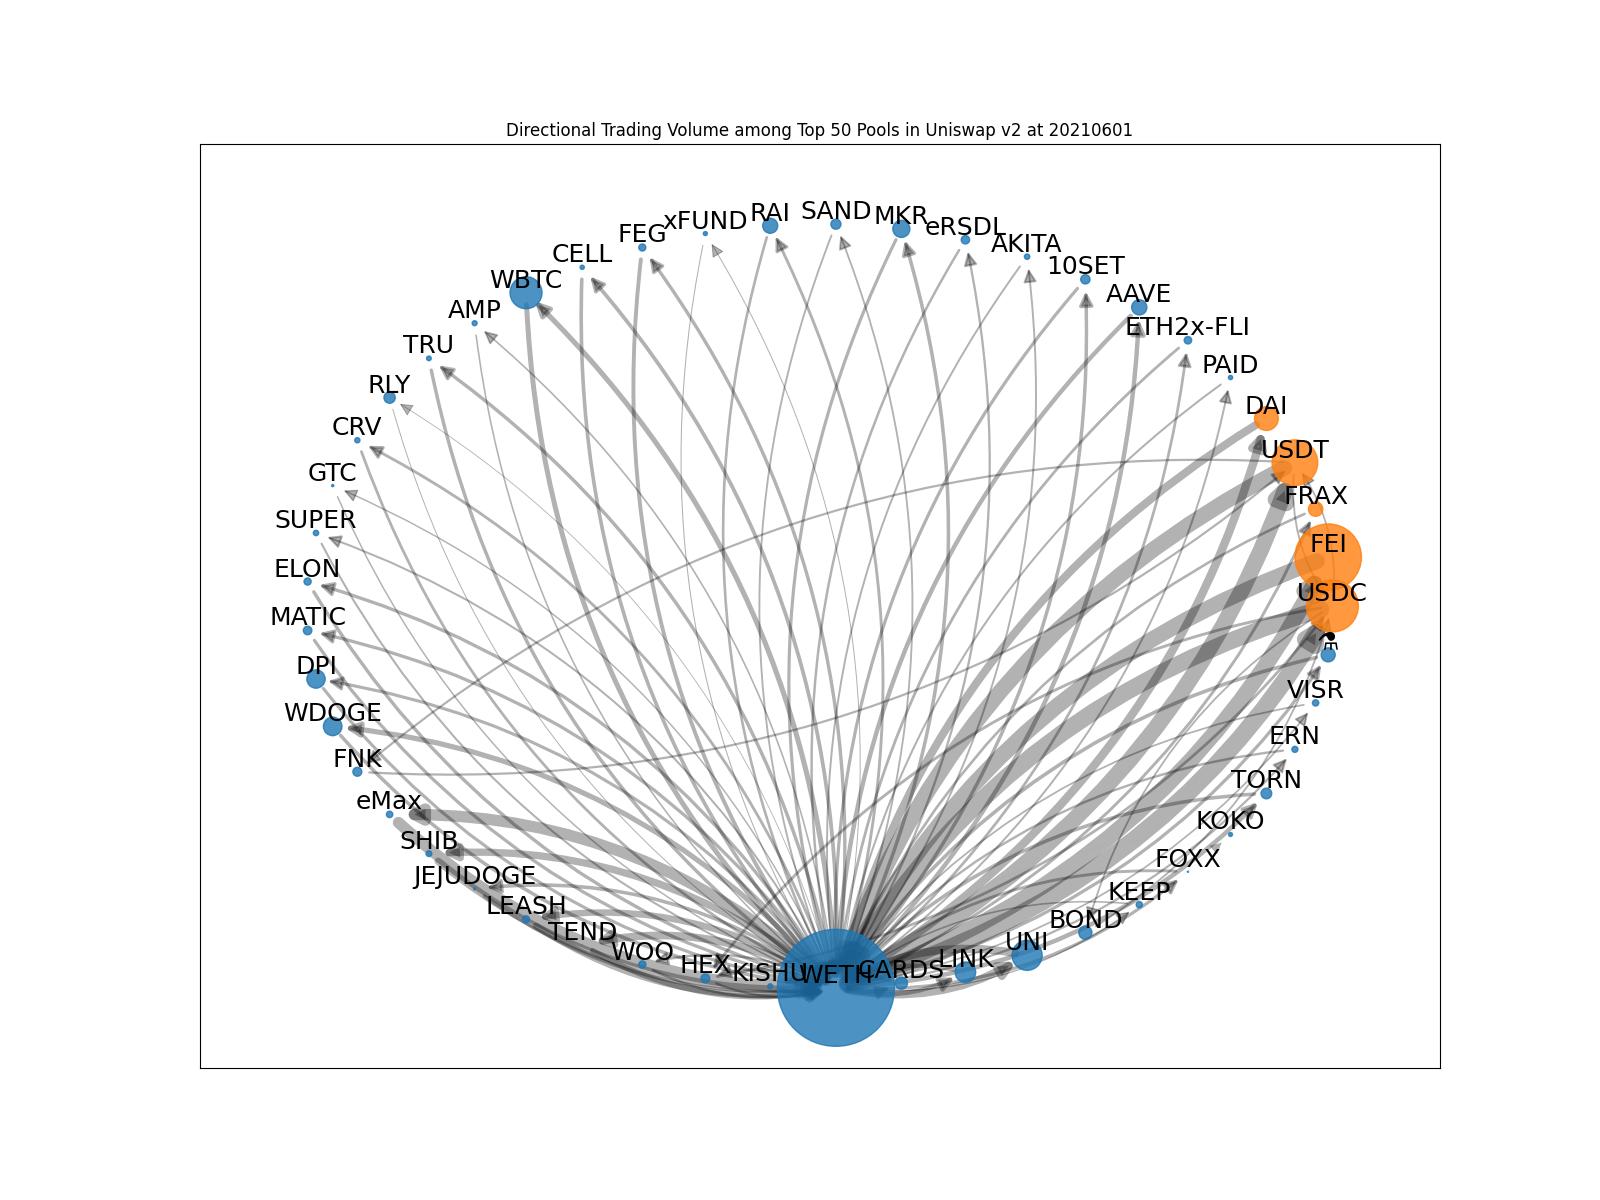 Directional Trading Volume among Top 50 Pools in Uniswap v2 at 20210601
xFUND
RAI
SAND
MKR
eRSDL
FEG
AKITA
CELL
10SET
WBTC
AAVE
AMP
ETH2x-FLI
TRU
PAID
RLY
DAI
CRV
USDT
GTC
FRAX
SUPER
FEI
ELON
USDC
MATIC
DPI
VISR
WDOGE
ERN
FNK
TORN
eMax
KOKO
SHIB
FOXX
JEJUDOGE
KEEP
LEASH
BOND
TEND
UNI
WOO
LINK
HEX
KISHU
WETH
CARDS